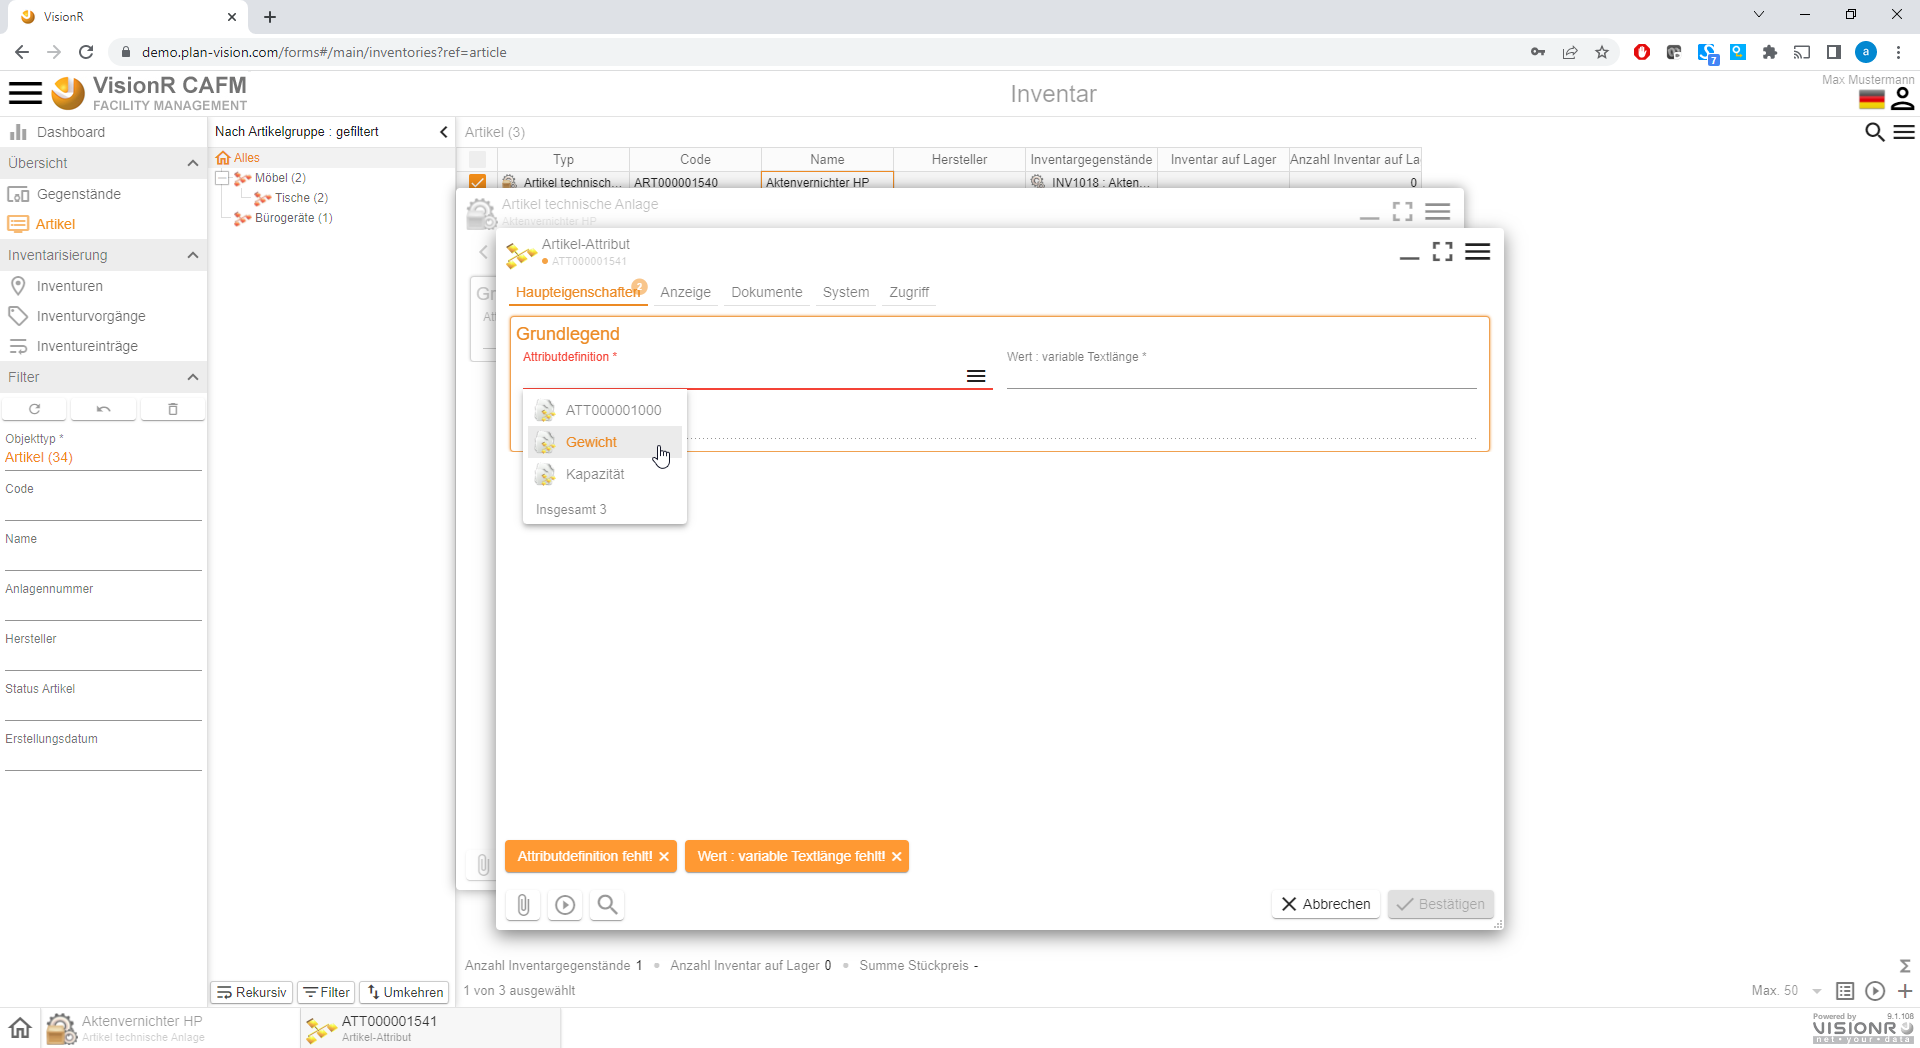 VisionR
demo.plan-vision.com/forms#/main/inventories?ref=article
7
a
VisionR CAFM
FACILITY MANAGEMENT
Inventar
Max Mustermann
Dashboard
Übersicht
Gegenstände
Artikel
Inventarisierung
Inventuren
Inventurvorgänge
Inventureinträge
Filter
Objekttyp *
Artikel (34)
Code
Name
Anlagennummer
Hersteller
Status Artikel
Erstellungsdatum
Nach Artikelgruppe : gefiltert
Alles
Möbel (2)
Tische (2)
Bürogeräte (1)
Rekursiv
Filter
Umkehren
Artikel (3)
Typ Code Name Hersteller Inventargegenstände Inventar auf Lager Anzahl Inventar auf La
Artikel technisch... ART000001540 Aktenvernichter HP INV1018 : Akten... 0
Artikel technische Anlage
Aktenvernichter HP
Gr
At
Artikel-Attribut
ATT000001541
Haupteigenschaften 2 Anzeige Dokumente System Zugriff
Grundlegend
Attributdefinition *
Wert : variable Textlänge *
ATT000001000
Gewicht
Kapazität
Insgesamt 3
Attributdefinition fehlt!
Wert : variable Textlänge fehlt!
Abbrechen
Bestätigen
Anzahl Inventargegenstände 1 • Anzahl Inventar auf Lager 0 • Summe Stückpreis -
1 von 3 ausgewählt
Max. 50
Aktenvernichter HP
Artikel technische Anlage
ATT000001541
Artikel-Attribut
Powered by 9.1.108
VISIONR
net • your • data